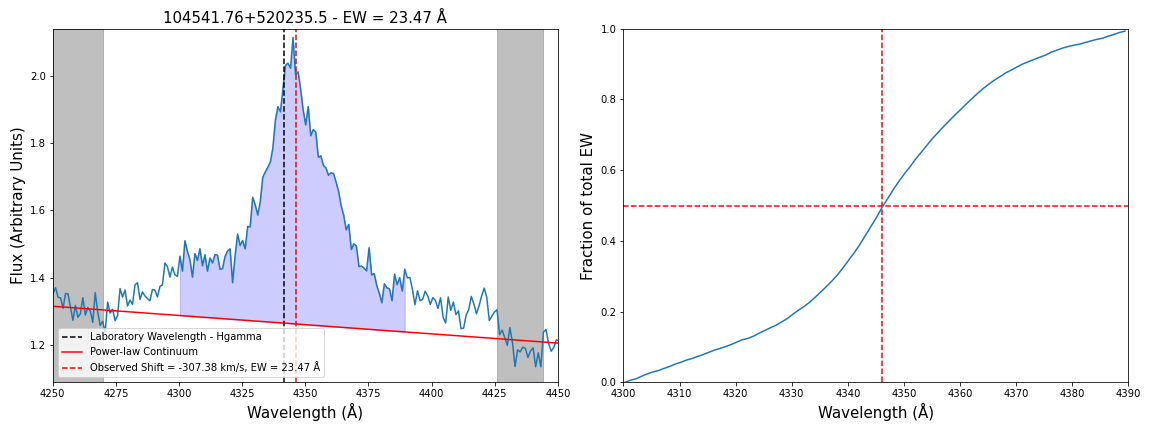 104541.76+520235.5 - EW = 23.47 Å
Flux (Arbitrary Units)
2.0
1.8
1.6
1.4
1.2
Laboratory Wavelength - Hgamma
Power-law Continuum
Observed Shift = -307.38 km/s, EW = 23.47 Å
4250 4275 4300 4325 4350 4375 4400 4425 4450
Wavelength (Å)
Fraction of total EW
1.0
0.8
0.6
0.4
0.2
0.0
4300 4310 4320 4330 4340 4350 4360 4370 4380 4390
Wavelength (Å)